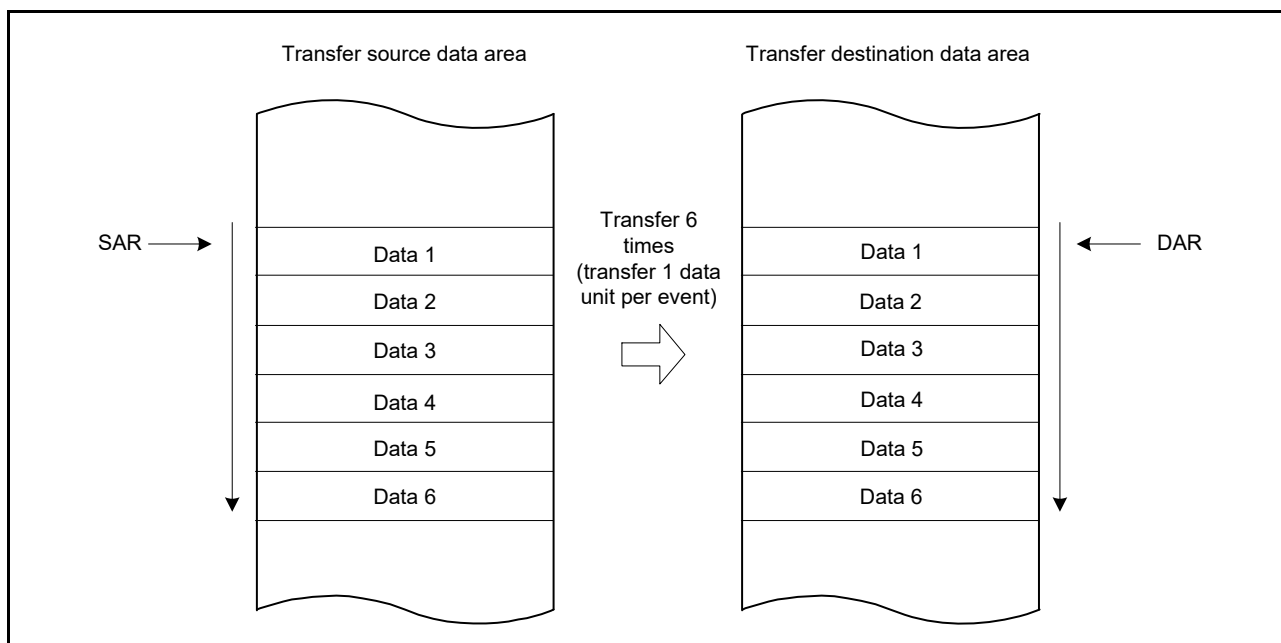 Transfer source data area
Transfer destination data area
SAR
Data 1
Data 2
Data 3
Data 4
Data 5
Data 6
Transfer 6
times
(transfer 1 data
unit per event)
Data 1
Data 2
Data 3
Data 4
Data 5
Data 6
DAR